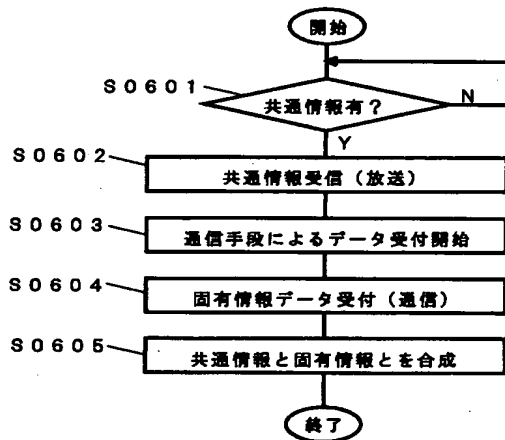 開始
S0601
共通情報有?
N
Y
S0602
共通情報受信(放送)
S0603
通信手段によるデータ受付開始
S0604
固有情報データ受付(通信)
S0605
共通情報と固有情報とを合成
終了